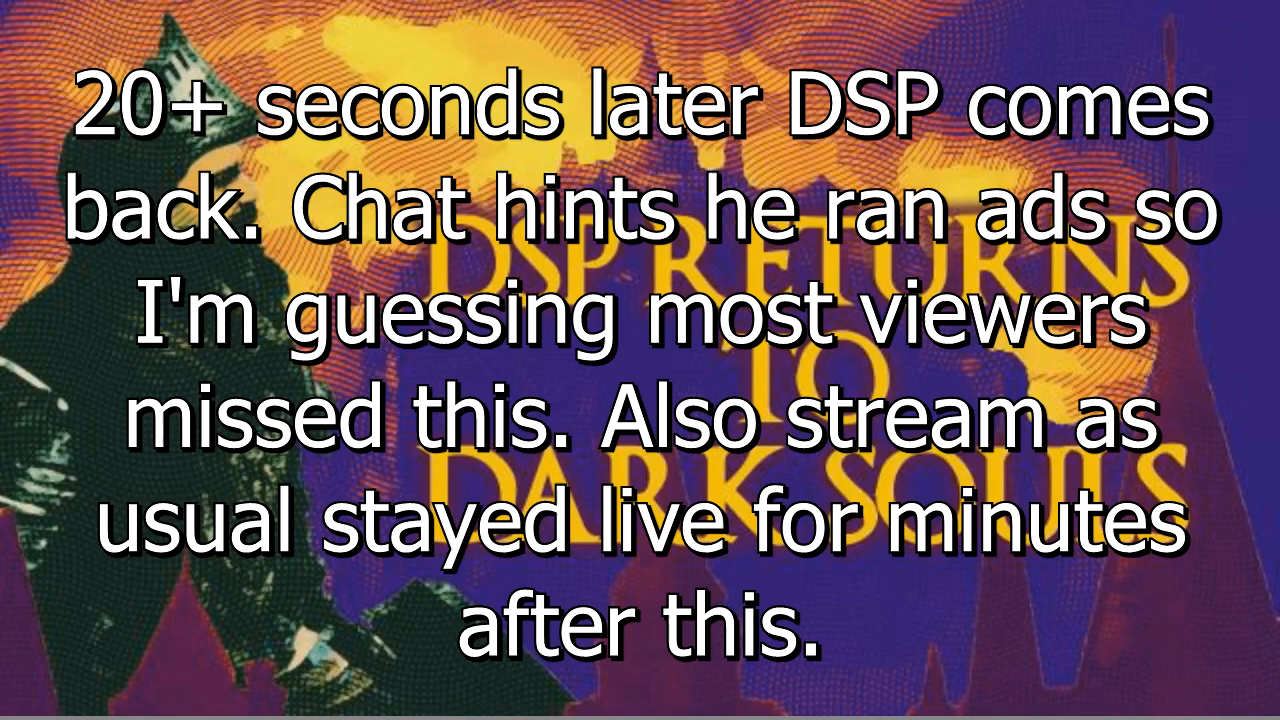 20+ seconds later DSP comes
back. Chat hints he ran ads so
I'm guessing most viewers
missed this. Also stream as
usual stayed live for minutes
after this.
DSP RETURNS
TO
DARK SOULS